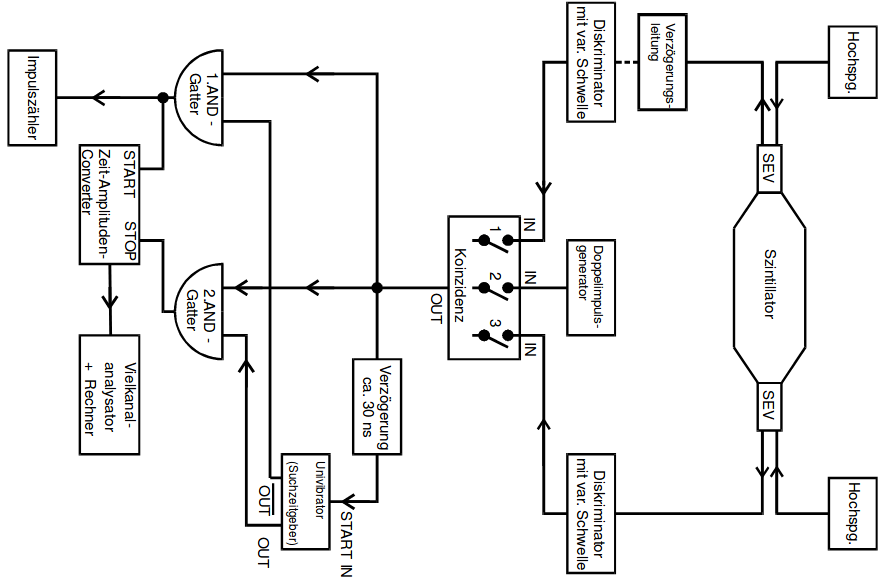 Hochspg.
Hochspg.
SEV
Szintillator
SEV
Verzögerungs-
leitung
Diskriminator
mit var. Schwelle
Doppelimpuls-
generator
Diskriminator
mit var. Schwelle
IN
IN
IN
1
2
3
Koinzidenz
OUT
Verzögerung
ca. 30 ns
START IN
Univibrator
(Suchzeitgeber)
OUT
OUT
1.AND -
Gatter
2.AND -
Gatter
START STOP
Zeit-Amplituden-
Converter
Vielkanal-
analysator
+ Rechner
Impulszähler